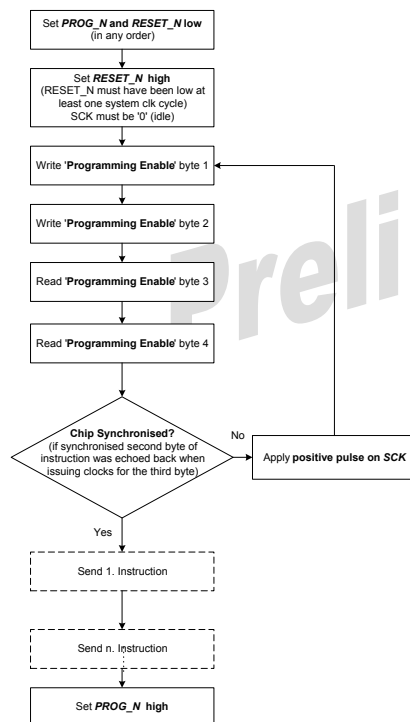 Set PROG_N and RESET_N low
(in any order)
Set RESET_N high
(RESET_N must have been low at
least one system clk cycle)
SCK must be '0' (idle)
Write 'Programming Enable' byte 1
Write 'Programming Enable' byte 2
Read 'Programming Enable' byte 3
Read 'Programming Enable' byte 4
Chip Synchronised?
(if synchronised second byte of
instruction was echoed back when
issuing clocks for the third byte)
No
Apply positive pulse on SCK
Yes
Send 1. Instruction
Send n. Instruction
Set PROG_N high
Preli